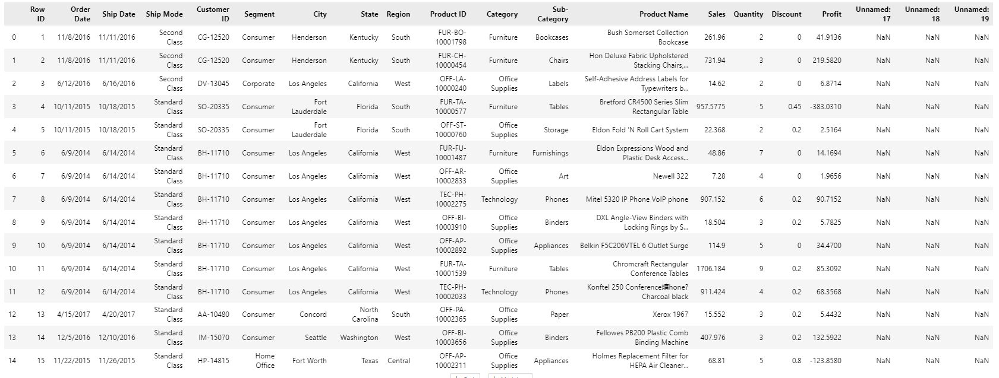 Row ID Order Date Ship Date Ship Mode Customer ID Segment City State Region Product ID Category Sub-Category Product Name Sales Quantity Discount Profit Unnamed: 17 Unnamed: 18 Unnamed: 19
0 1 11/8/2016 11/11/2016 Second Class CG-12520 Consumer Henderson Kentucky South FUR-BO-10001798 Furniture Bookcases Bush Somerset Collection Bookcase 261.96 2 0 41.9136 NaN NaN NaN
1 2 11/8/2016 11/11/2016 Second Class CG-12520 Consumer Henderson Kentucky South FUR-CH-10000454 Furniture Chairs Hon Deluxe Fabric Upholstered Stacking Chairs,... 731.94 3 0 219.5820 NaN NaN NaN
2 3 6/12/2016 6/16/2016 Second Class DV-13045 Corporate Los Angeles California West OFF-LA-10000240 Office Supplies Labels Self-Adhesive Address Labels for Typewriters b... 14.62 2 0 6.8714 NaN NaN NaN
3 4 10/11/2015 10/18/2015 Standard Class SO-20335 Consumer Fort Lauderdale Florida South FUR-TA-10000577 Furniture Tables Bretford CR4500 Series Slim Rectangular Table 957.5775 5 0.45 -383.0310 NaN NaN NaN
4 5 10/11/2015 10/18/2015 Standard Class SO-20335 Consumer Fort Lauderdale Florida South OFF-ST-10000760 Office Supplies Storage Eldon Fold 'N Roll Cart System 22.368 2 0.2 2.5164 NaN NaN NaN
5 6 6/9/2014 6/14/2014 Standard Class BH-11710 Consumer Los Angeles California West FUR-FU-10001487 Furniture Furnishings Eldon Expressions Wood and Plastic Desk Access... 48.86 7 0 14.1694 NaN NaN NaN
6 7 6/9/2014 6/14/2014 Standard Class BH-11710 Consumer Los Angeles California West OFF-AR-10002833 Office Supplies Art Newell 322 7.28 4 0 1.9656 NaN NaN NaN
7 8 6/9/2014 6/14/2014 Standard Class BH-11710 Consumer Los Angeles California West TEC-PH-10002275 Technology Phones Mitel 5320 IP Phone VoIP phone 907.152 6 0.2 90.7152 NaN NaN NaN
8 9 6/9/2014 6/14/2014 Standard Class BH-11710 Consumer Los Angeles California West OFF-BI-10003910 Office Supplies Binders DXL Angle-View Binders with Locking Rings by S... 18.504 3 0.2 5.7825 NaN NaN NaN
9 10 6/9/2014 6/14/2014 Standard Class BH-11710 Consumer Los Angeles California West OFF-AP-10002892 Office Supplies Appliances Belkin F5C206VTEL 6 Outlet Surge 114.9 5 0 34.4700 NaN NaN NaN
10 11 6/9/2014 6/14/2014 Standard Class BH-11710 Consumer Los Angeles California West FUR-TA-10001539 Furniture Tables Chromcraft Rectangular Conference Tables 1706.184 9 0.2 85.3092 NaN NaN NaN
11 12 6/9/2014 6/14/2014 Standard Class BH-11710 Consumer Los Angeles California West TEC-PH-10002033 Technology Phones Konftel 250 Charcoal black 911.424 4 0.2 68.3568 NaN NaN NaN
12 13 4/15/2017 4/20/2017 Standard Class AA-10480 Consumer Concord North Carolina South OFF-PA-10002365 Office Supplies Paper Xerox 1967 15.552 3 0.2 5.4432 NaN NaN NaN
13 14 12/5/2016 12/10/2016 Standard Class IM-15070 Consumer Seattle Washington West OFF-BI-10003656 Office Supplies Binders Fellowes PB200 Plastic Comb Binding Machine 407.976 3 0.2 132.5922 NaN NaN NaN
14 15 11/22/2015 11/26/2015 Standard Class HP-14815 Home Office Fort Worth Texas Central OFF-AP-10002311 Office Supplies Appliances Holmes Replacement Filter for HEPA Air Cleaner... 68.81 5 0.8 -123.8580 NaN NaN NaN